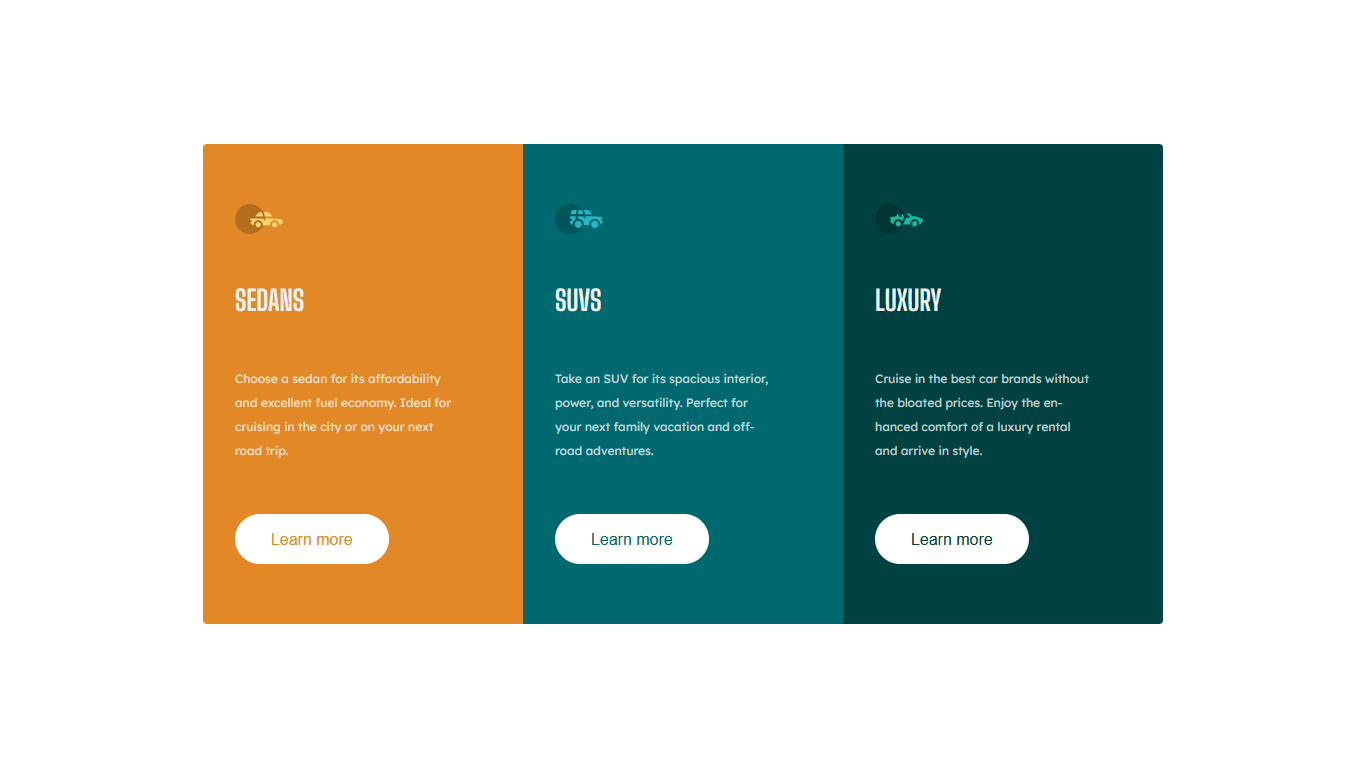 SEDANS
Choose a sedan for its affordability
and excellent fuel economy. Ideal for
cruising in the city or on your next
road trip.
Learn more
SUVS
Take an SUV for its spacious interior,
power, and versatility. Perfect for
your next family vacation and off-
road adventures.
Learn more
LUXURY
Cruise in the best car brands without
the bloated prices. Enjoy the en-
hanced comfort of a luxury rental
and arrive in style.
Learn more